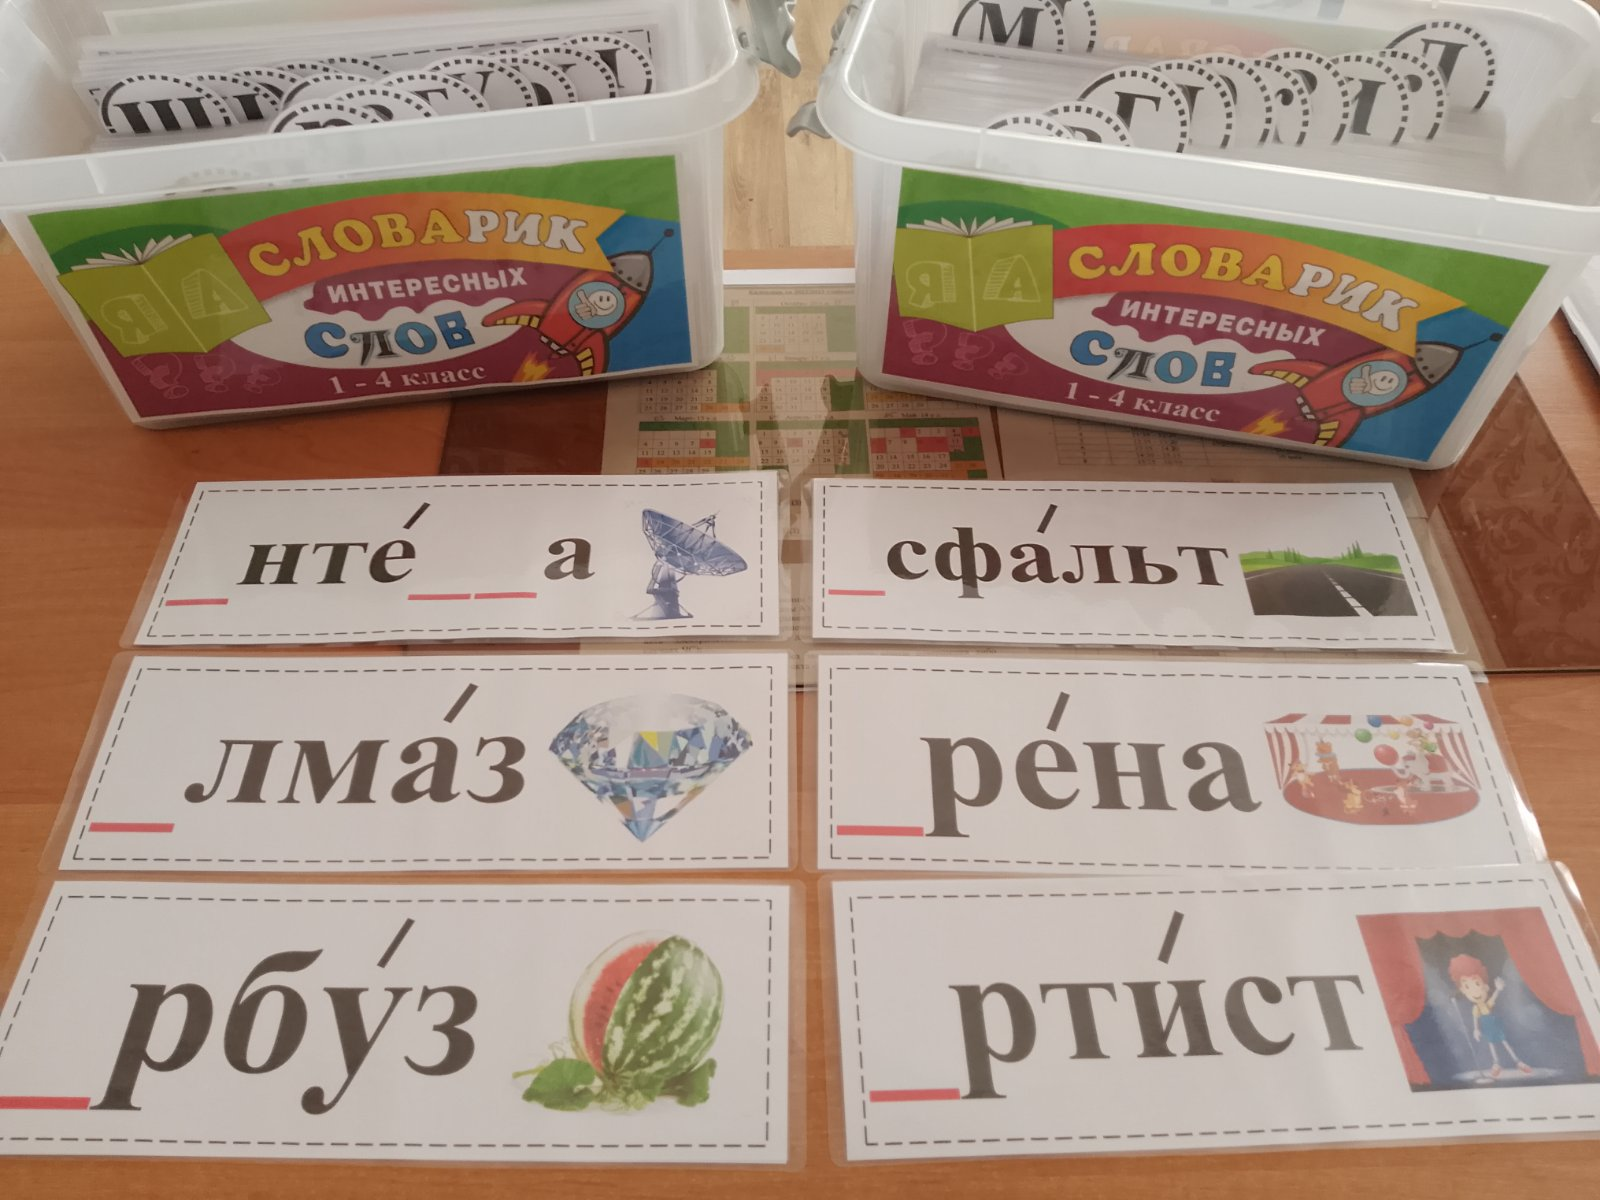 СЛОВАРИК
ИНТЕРЕСНЫХ
СЛОВ
1 - 4 класс
СЛОВАРИК
ИНТЕРЕСНЫХ
СЛОВ
1 - 4 класс
_нте́__а
_сфа́льт
_лма́з
_ре́на
_рбу́з
_рти́ст